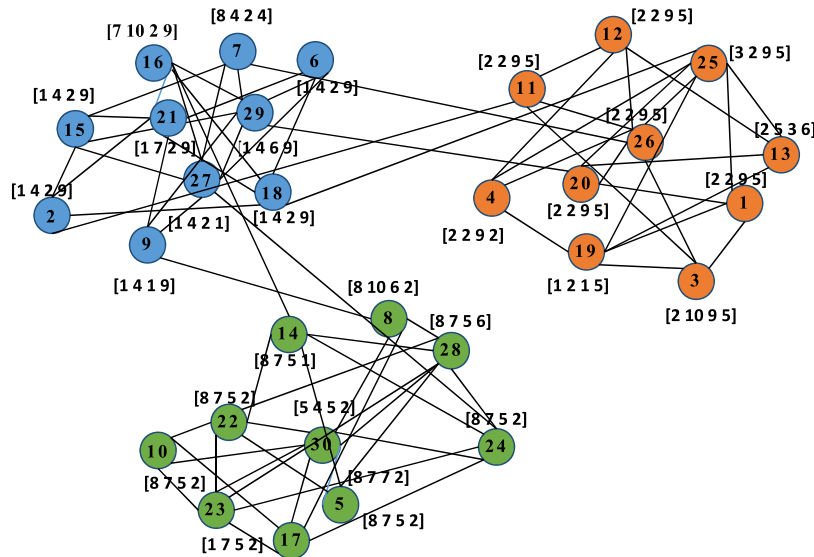 [8 4 2 4]
[2 2 9 5]
[7 10 2 9]
12
7
6
[3 2 9 5]
16
25
[2 2 9 5]
[1 4 2 9]
[1 4 2 9]
11
29
[2 2 9 5]
21
15
[1 7 2 9]
[1 4 6 9]
26
[2 5 3 6]
13
27
[1 4 2 9]
18
20
[2 2 9 5]
4
1
2
[1 4 2 1]
[1 4 2 9]
[2 2 9 5]
9
[2 2 9 2]
19
[1 4 1 9]
[8 10 6 2]
[1 2 1 5]
3
[2 10 9 5]
8
[8 7 5 6]
14
28
[8 7 5 1]
[8 7 5 2]
[5 4 5 2]
[8 7 5 2]
22
30
24
10
[8 7 5 2]
[8 7 7 2]
5
23
[8 7 5 2]
[1 7 5 2]
17